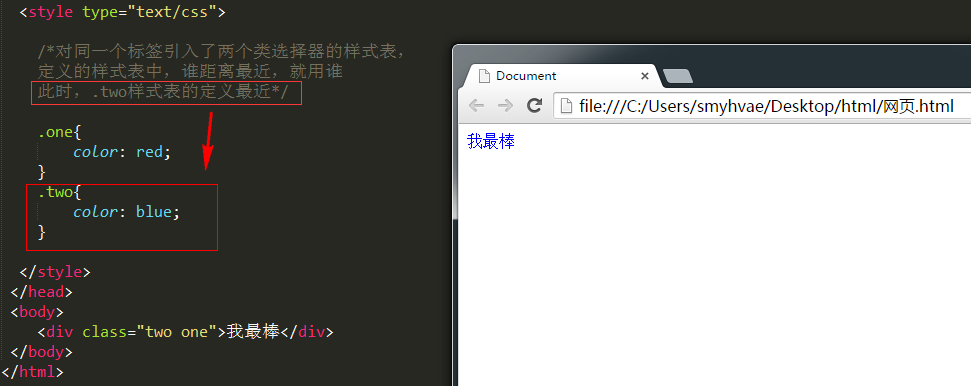 <style type="text/css">
/*对同一个标签引入了两个类选择器的样式表，
定义的样式表中，谁距离最近，就用谁
此时，.two样式表的定义最近*/
.one{
color: red;
}
.two{
color: blue;
}
</style>
</head>
<body>
<div class="two one">我最棒</div>
</body>
</html>
Document
file:///C:/Users/smyhvae/Desktop/html/网页.html
我最棒